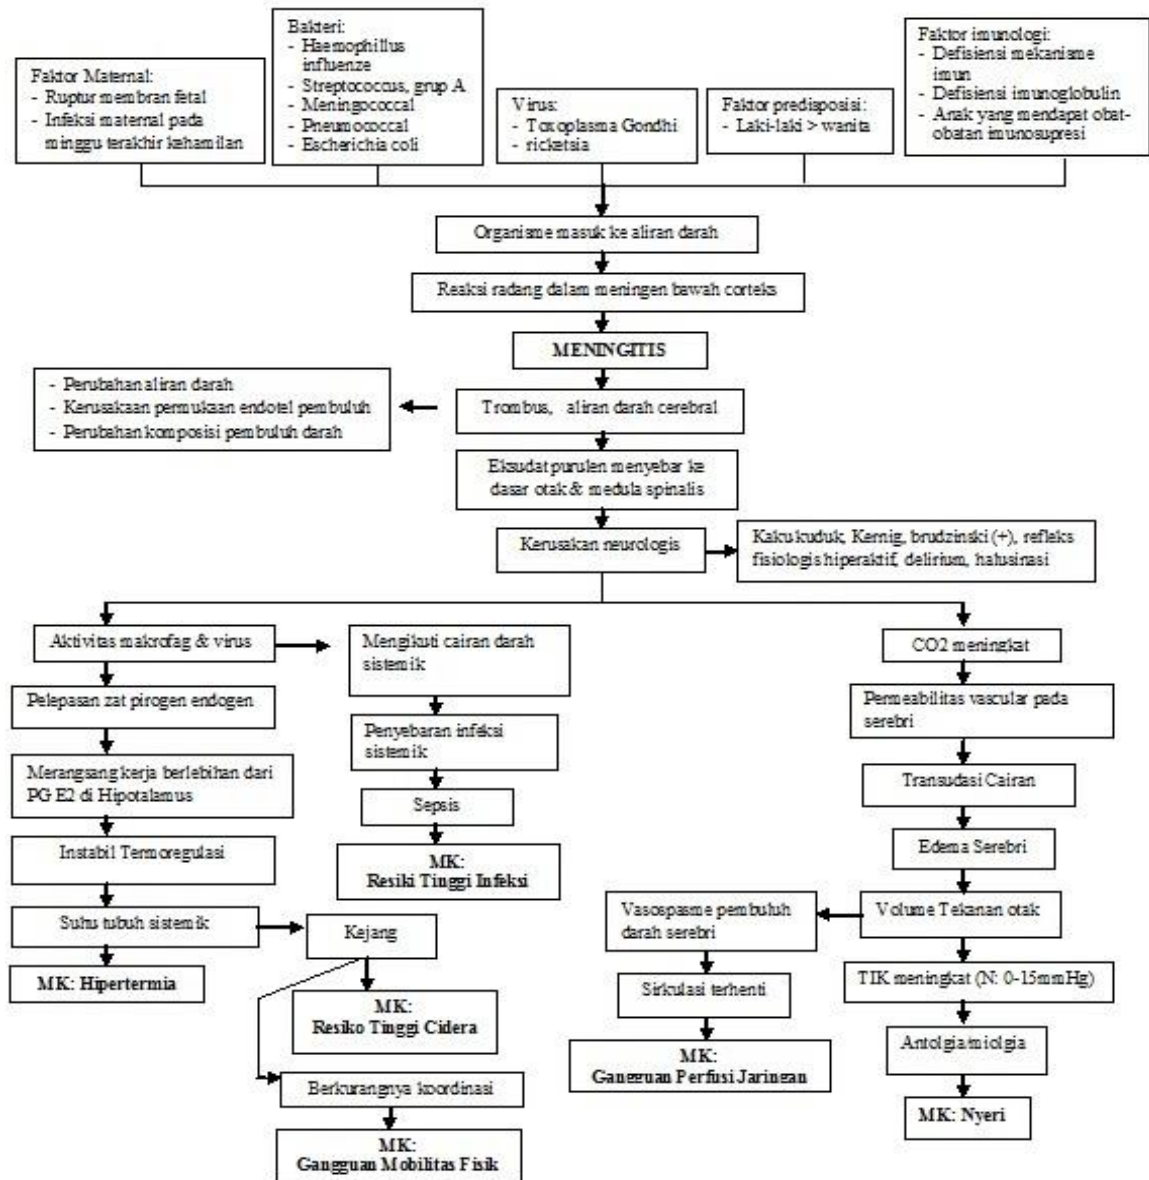 Faktor Maternal:
- Ruptur membran fetal
- Infeksi maternal pada
minggu terakhir kehamilan
Bakteri:
- Haemophillus
influenze
- Streptococcus, grup A
- Meningococcal
- Pneumococcal
- Escherichia coli
Virus:
- Toxoplasma Gondhi
- ricketsia
Faktor predisposisi:
- Laki-laki > wanita
Faktor imunologi:
- Defisiensi mekanisme
imun
- Defisiensi imunoglobulin
- Anak yang mendapat obat-
obatan imunosupresi
Organisme masuk ke aliran darah
Reaksi radang dalam meningen bawah corteks
MENINGITIS
- Perubahan aliran darah
- Kerusakaan permukaan endotel pembuluh
- Perubahan komposisi pembuluh darah
Trombus, aliran darah cerebral
Eksudat purulen menyebar ke
dasar otak & medula spinalis
Kerusakan neurologis
Kaku kuduk, Kernig, brudzinski (+), refleks
fisiologis hiperaktif, delirium, halusinasi
Aktivitas makrofag & virus
Mengikuti cairan darah
sistemik
CO2 meningkat
Pelepasan zat pirogen endogen
Permeabilitas vascular pada
serebri
Penyebaran infeksi
sistemik
Merangsang kerja berlebihan dari
PG E2 di Hipotalamus
Transudasi Cairan
Sepsis
Instabil Termoregulasi
Edema Serebri
MK:
Resiki Tinggi Infeksi
Suhu tubuh sistemik
Kejang
Vasospasme pembuluh
darah serebri
Volume Tekanan otak
MK: Hipertermia
Sirkulasi terhenti
TIK meningkat (N: 0-15mmHg)
MK:
Resiko Tinggi Cidera
Antolgia/miolgia
MK:
Gangguan Perfusi Jaringan
Berkurangnya koordinasi
MK: Nyeri
MK:
Gangguan Mobilitas Fisik